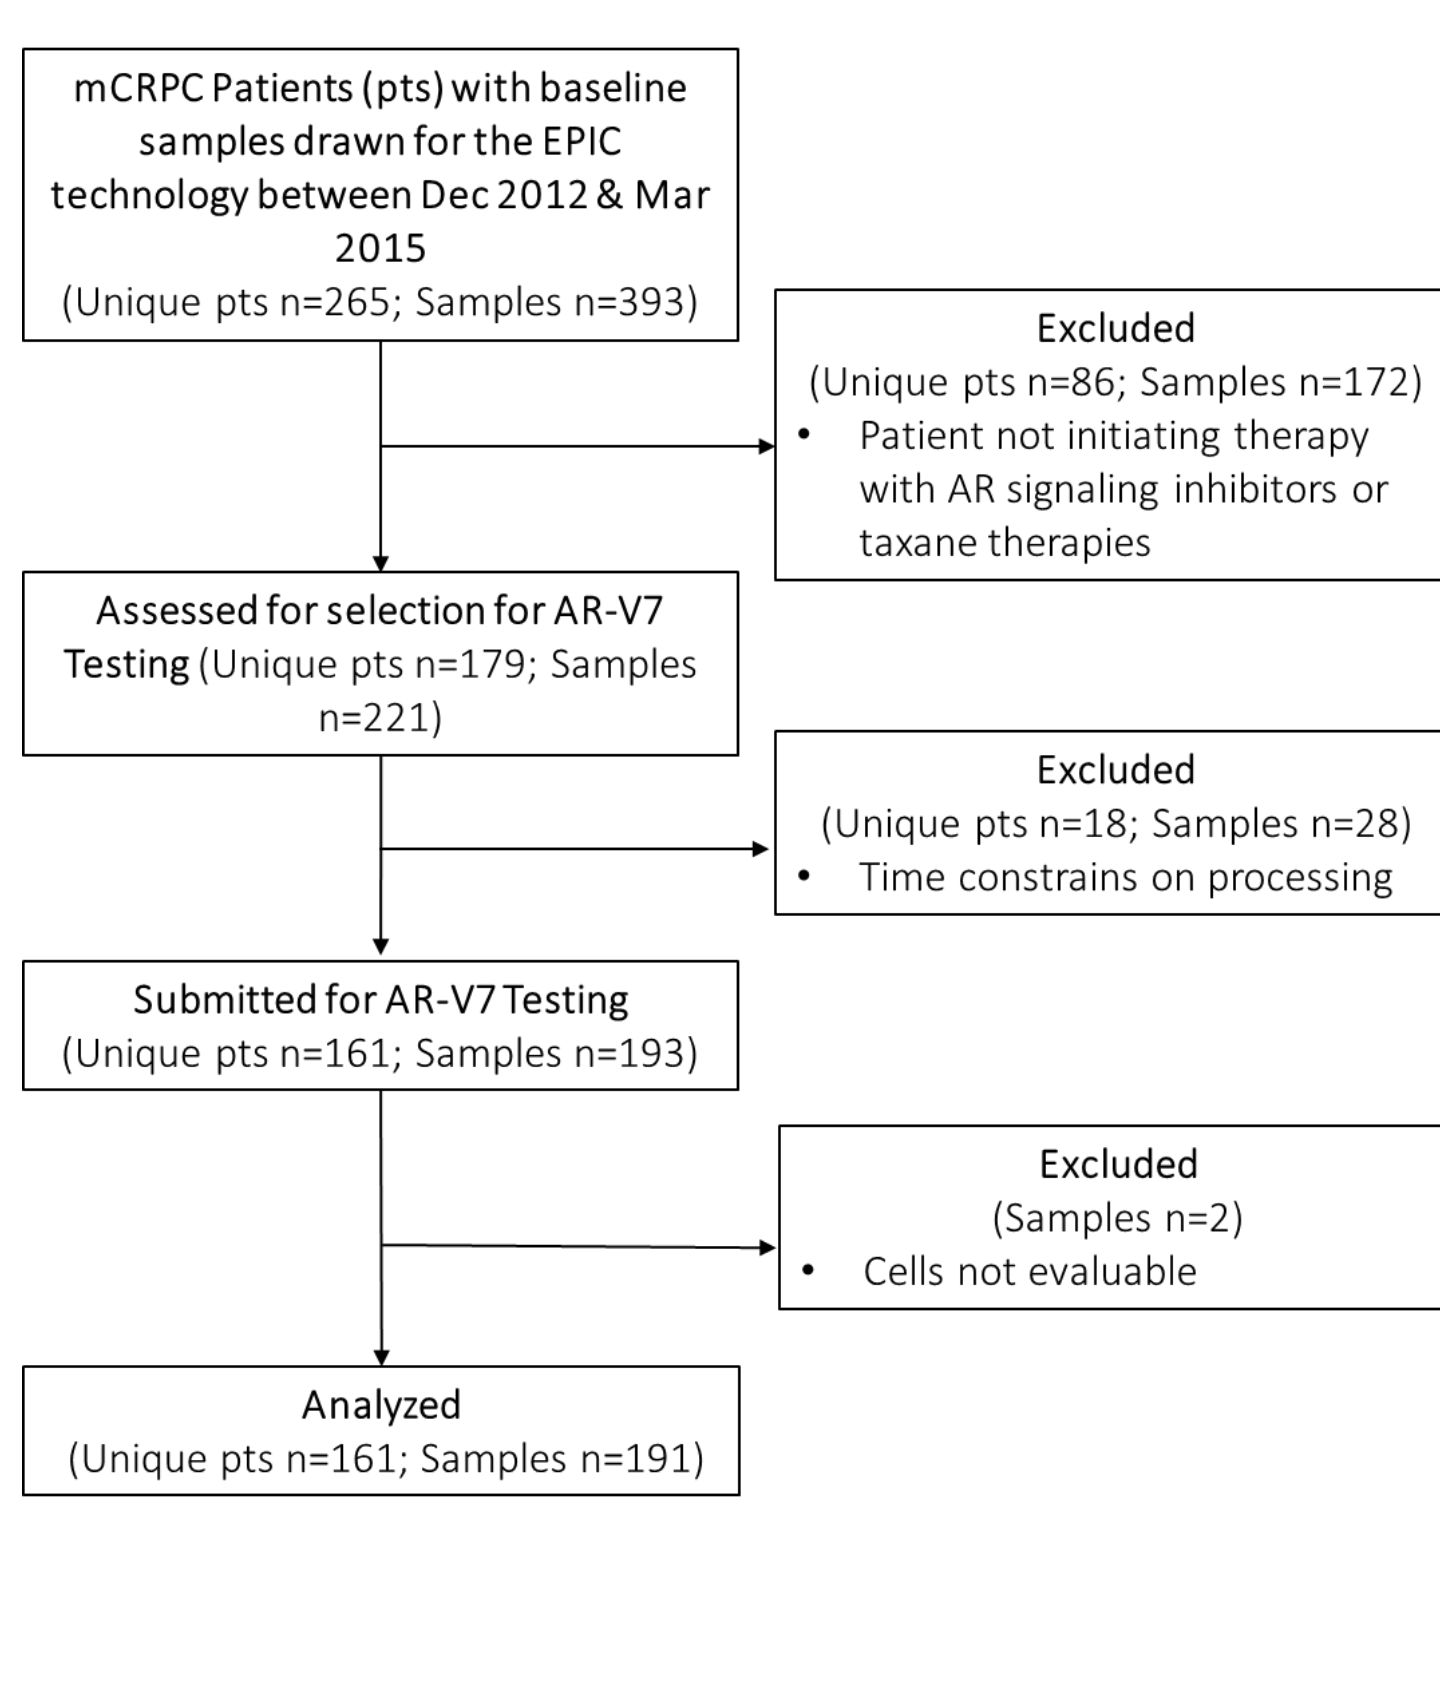 mCRPC Patients (pts) with baseline
samples drawn for the EPIC
technology between Dec 2012 & Mar
2015
(Unique pts n=265; Samples n=393)
Excluded
(Unique pts n=86; Samples n=172)
• Patient not initiating therapy
with AR signaling inhibitors or
taxane therapies
Assessed for selection for AR-V7
Testing (Unique pts n=179; Samples
n=221)
Excluded
(Unique pts n=18; Samples n=28)
• Time constrains on processing
Submitted for AR-V7 Testing
(Unique pts n=161; Samples n=193)
Excluded
(Samples n=2)
• Cells not evaluable
Analyzed
(Unique pts n=161; Samples n=191)